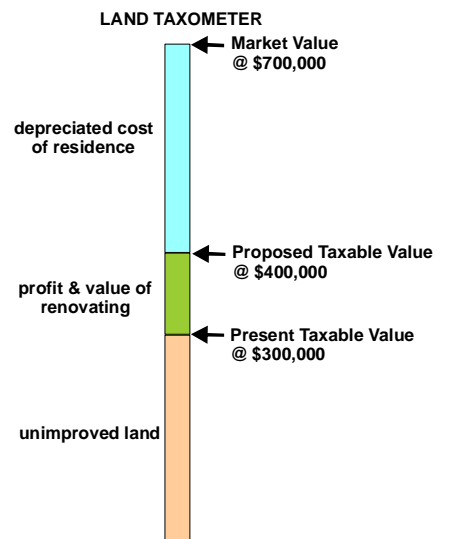 LAND TAXOMETER
Market Value
@ $700,000
depreciated cost
of residence
Proposed Taxable Value
@ $400,000
profit & value of
renovating
Present Taxable Value
@ $300,000
unimproved land